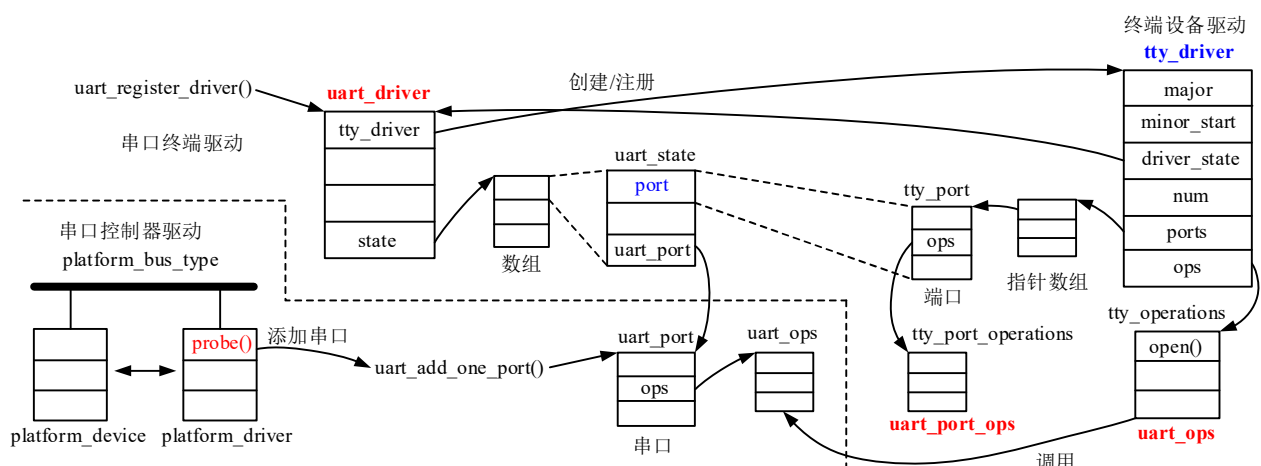 终端设备驱动
tty_driver
major
minor_start
driver_state
num
ports
ops
创建/注册
uart_register_driver()
uart_driver
tty_driver
state
串口终端驱动
uart_state
port
uart_port
数组
tty_port
ops
端口
指针数组
串口控制器驱动
platform_bus_type
probe()
添加串口
platform_device
platform_driver
uart_add_one_port()
uart_port
ops
串口
uart_ops
tty_port_operations
uart_port_ops
tty_operations
open()
uart_ops
调用